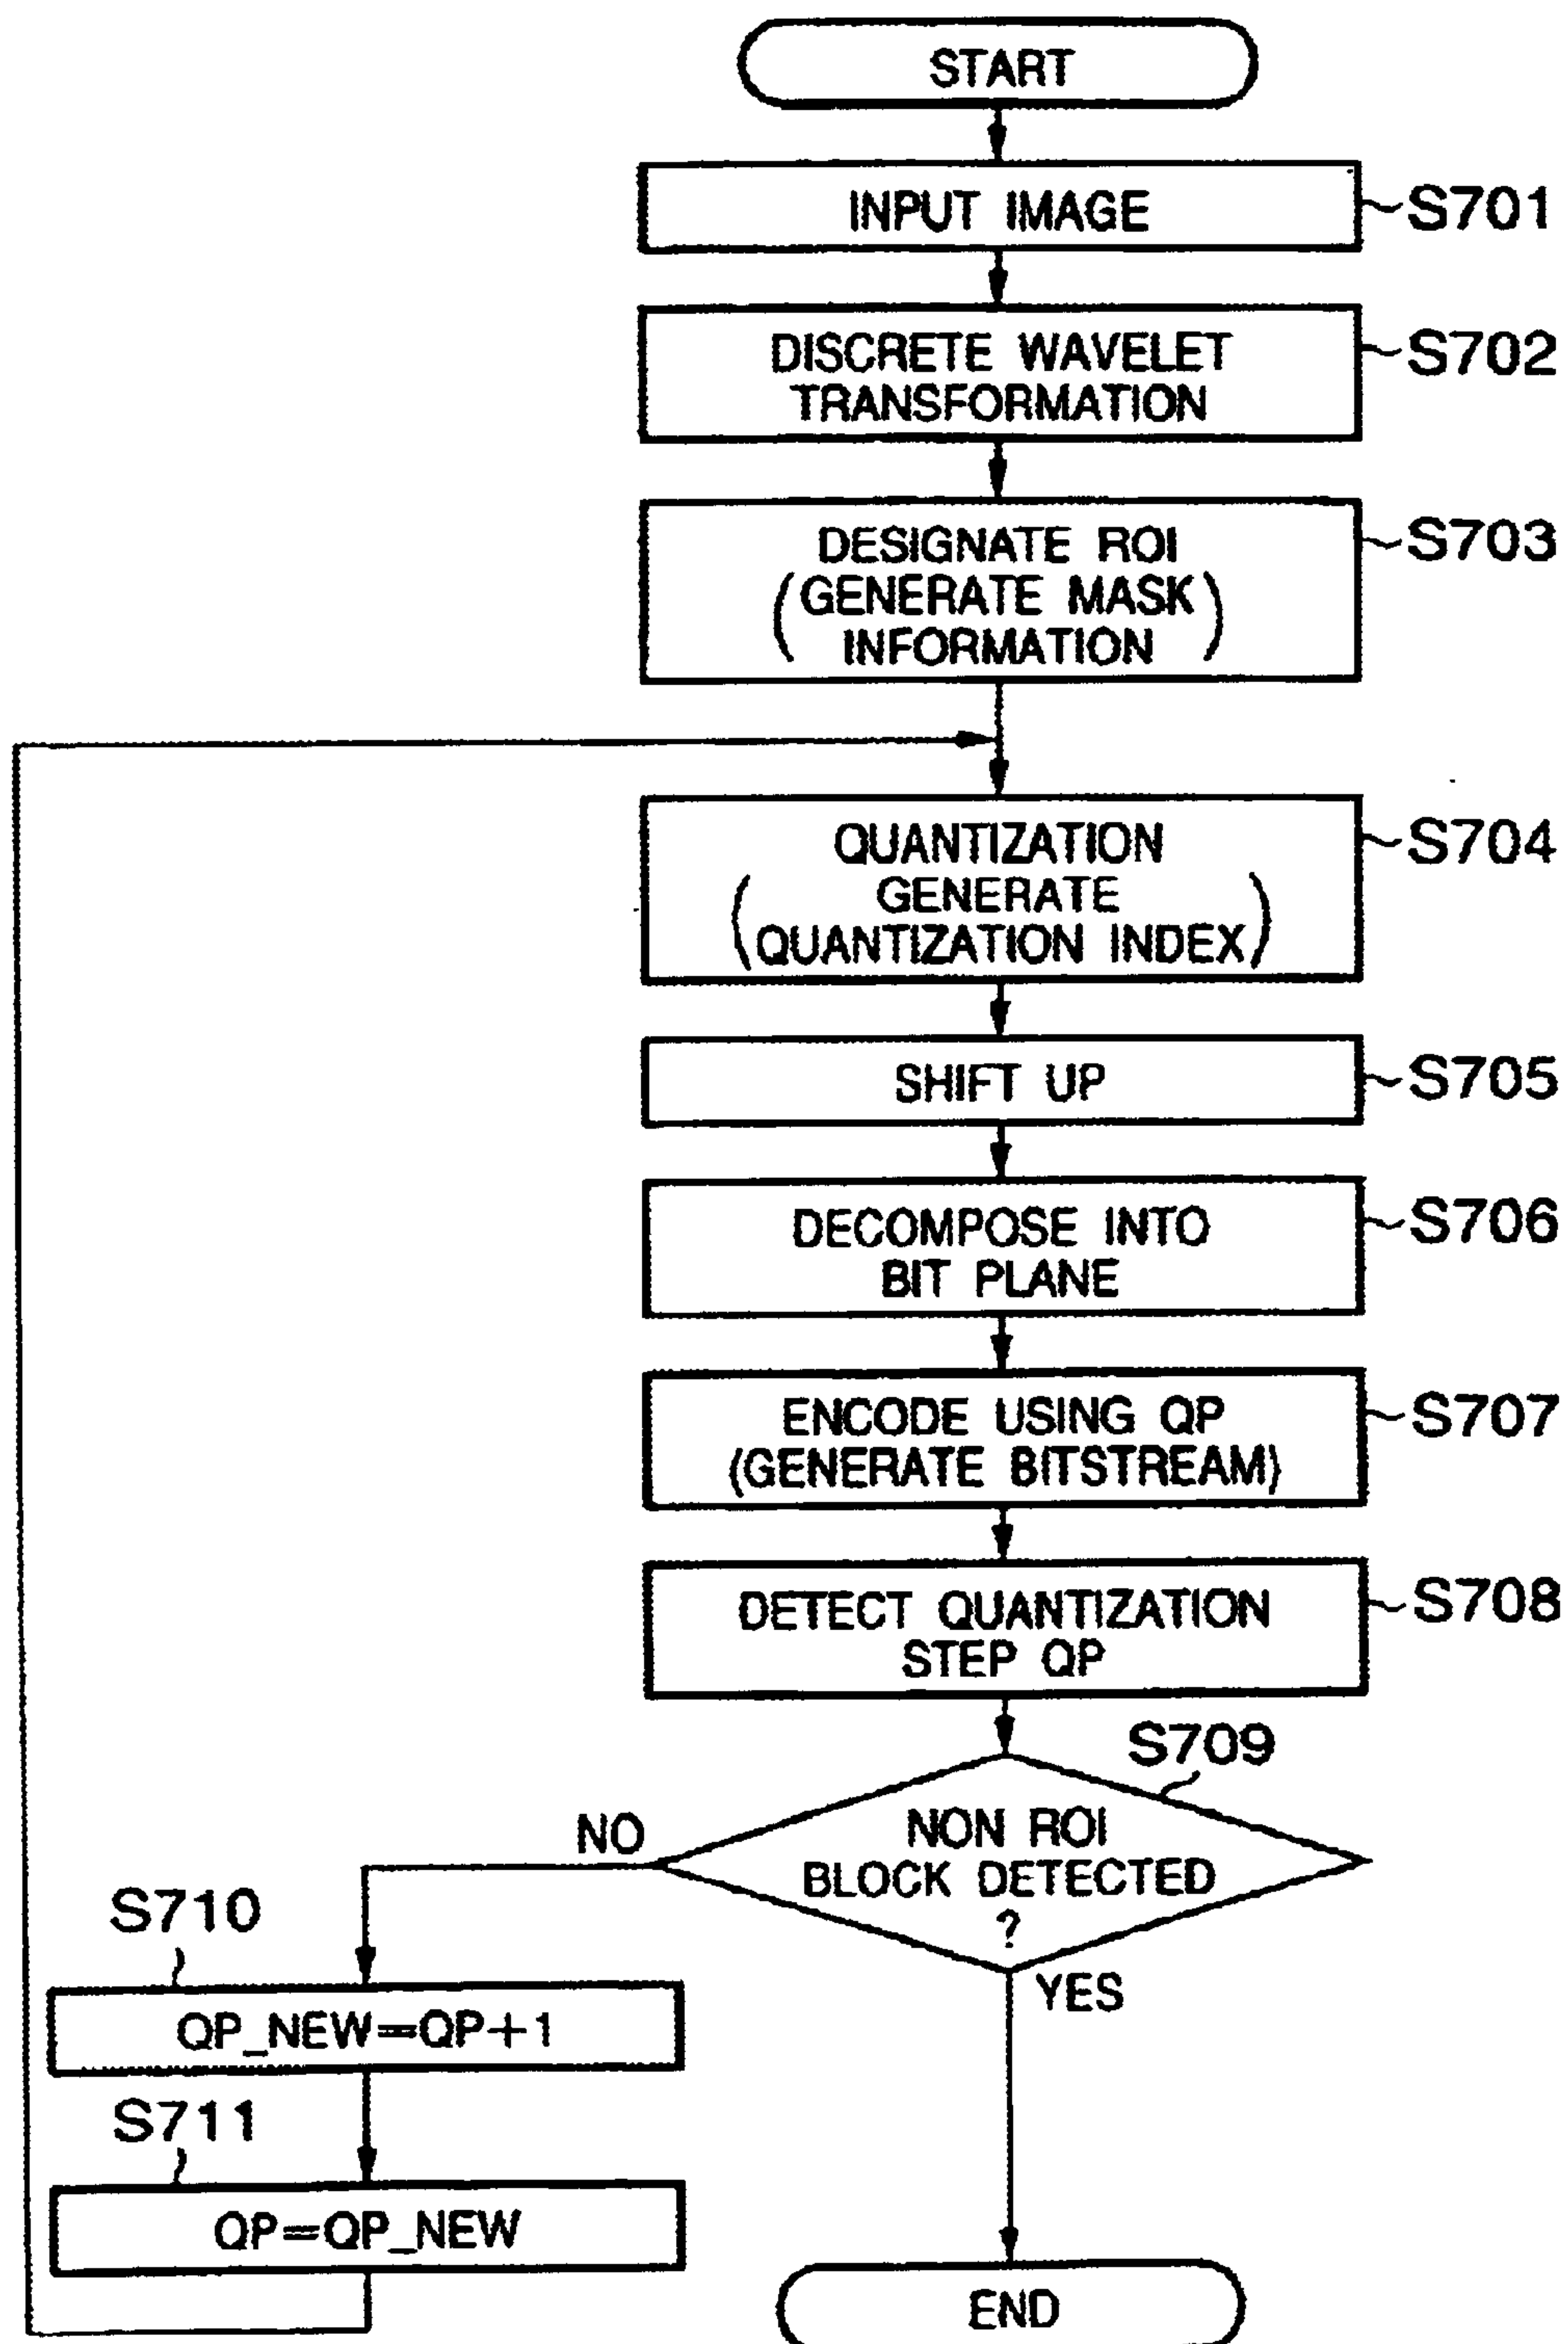 START
INPUT IMAGE
S701
DISCRETE WAVELET
TRANSFORMATION
S702
DESIGNATE ROI
(GENERATE MASK
INFORMATION)
S703
QUANTIZATION
(GENERATE
QUANTIZATION INDEX)
S704
SHIFT UP
S705
DECOMPOSE INTO
BIT PLANE
S706
ENCODE USING QP
(GENERATE BITSTREAM)
S707
DETECT QUANTIZATION
STEP QP
S708
S709
NON ROI
BLOCK DETECTED
?
NO
YES
S710
QP_NEW=QP+1
S711
QP=QP_NEW
END